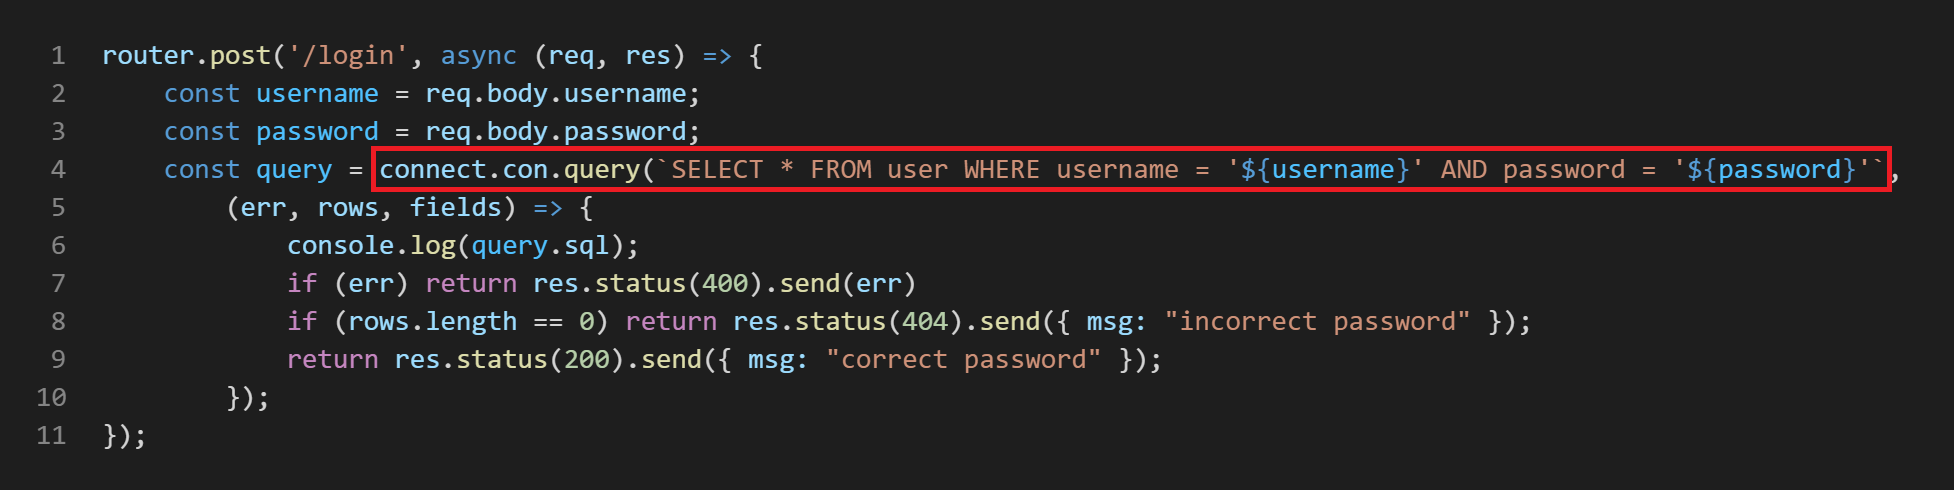 1 router.post('/login', async (req, res) => {
2 const username = req.body.username;
3 const password = req.body.password;
4 const query = connect.con.query(`SELECT * FROM user WHERE username = '${username}' AND password = '${password}'`,
5 (err, rows, fields) => {
6 console.log(query.sql);
7 if (err) return res.status(400).send(err)
8 if (rows.length == 0) return res.status(404).send({ msg: "incorrect password" });
9 return res.status(200).send({ msg: "correct password" });
10 });
11 });